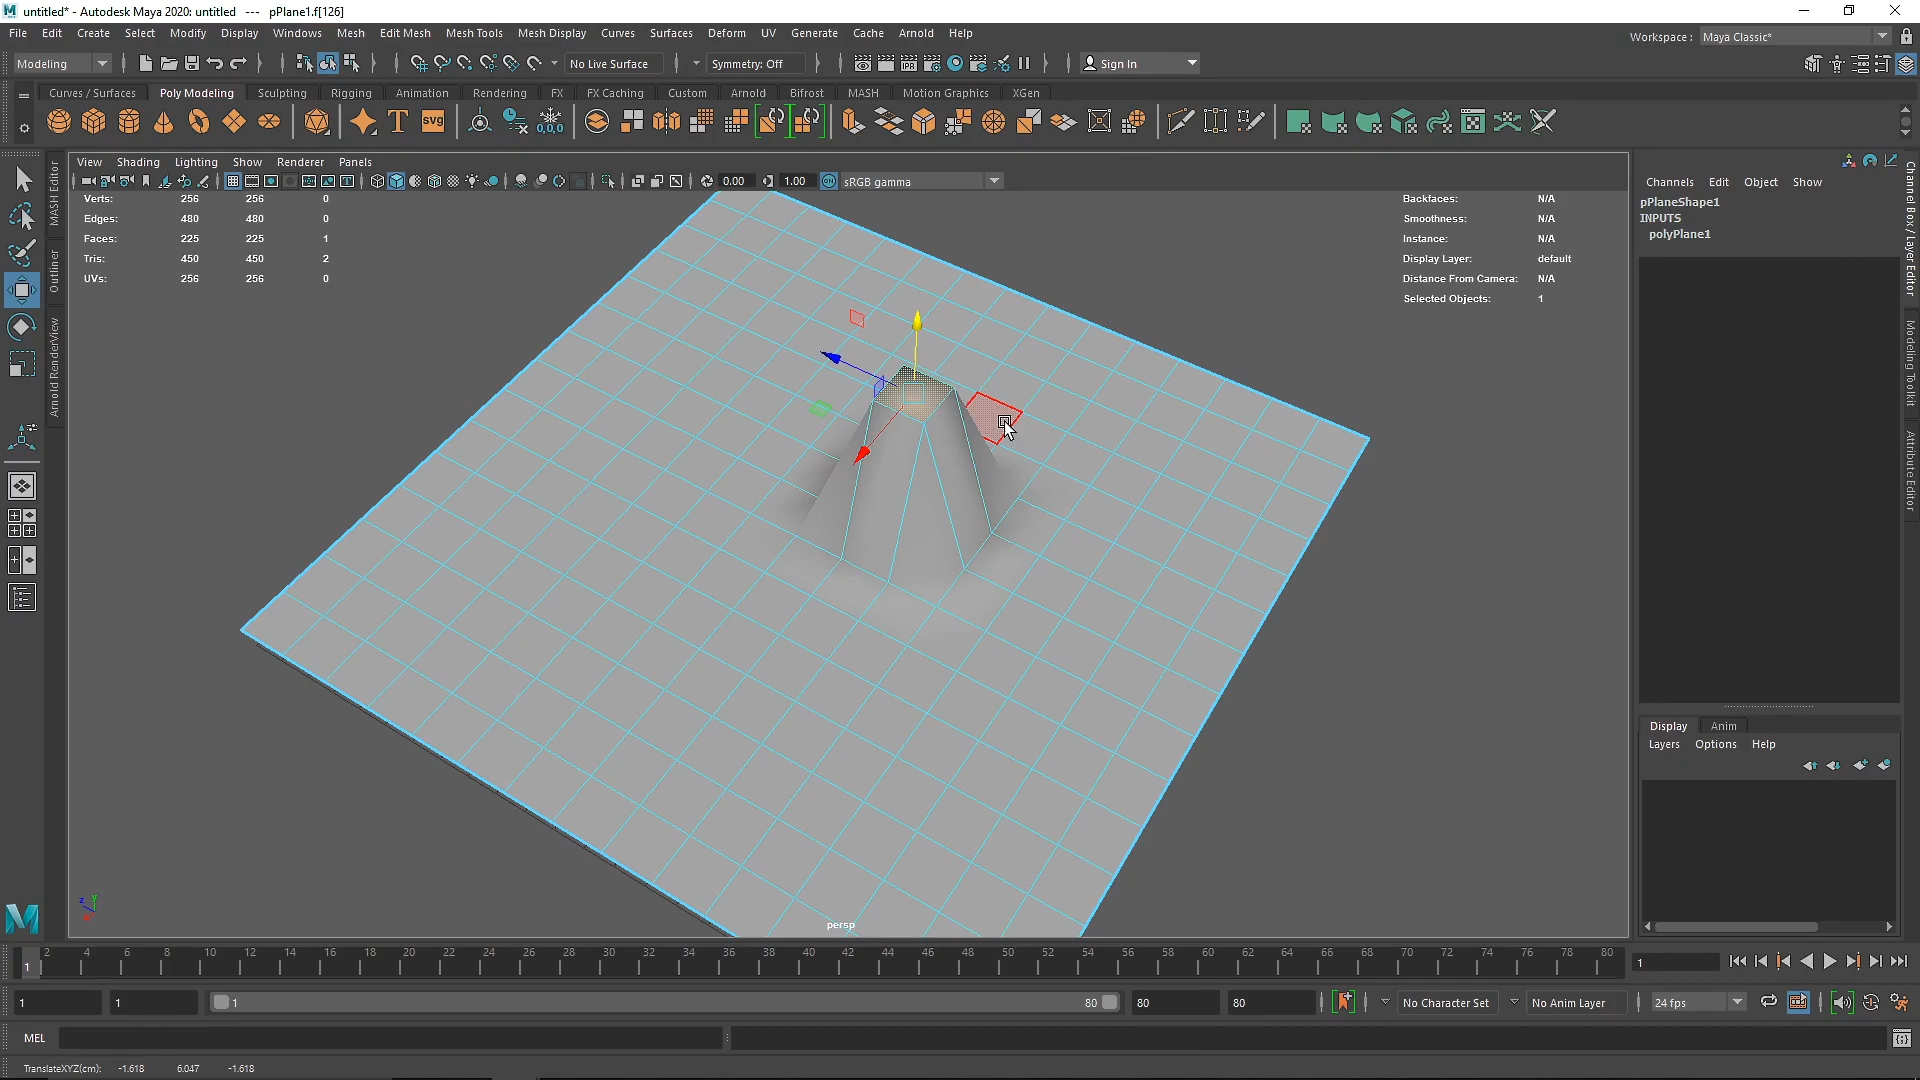 untitled* - Autodesk Maya 2020: untitled --- pPlane1.f[126]
File Edit Create Select Modify Display Windows Mesh Edit Mesh Mesh Tools Mesh Display Curves Surfaces Deform UV Generate Cache Arnold Help
Workspace : Maya Classic*
Modeling No Live Surface Symmetry: Off IPR Sign In
Curves / Surfaces Poly Modeling Sculpting Rigging Animation Rendering FX FX Caching Custom Arnold Bifrost MASH Motion Graphics XGen
T svg 0,0,0
View Shading Lighting Show Renderer Panels
0.00 1.00 ON sRGB gamma
Channels Edit Object Show
pPlaneShape1
INPUTS
polyPlane1
Verts: 256 256 0
Edges: 480 480 0
Faces: 225 225 1
Tris: 450 450 2
UVs: 256 256 0
Backfaces: N/A
Smoothness: N/A
Instance: N/A
Display Layer: default
Distance From Camera: N/A
Selected Objects: 1
MASH Editor
Outliner
Arnold RenderView
Channel Box / Layer Editor
Modeling Toolkit
Attribute Editor
Display Anim
Layers Options Help
z y
persp
2 4 6 8 10 12 14 16 18 20 22 24 26 28 30 32 34 36 38 40 42 44 46 48 50 52 54 56 58 60 62 64 66 68 70 72 74 76 78 80
1 1
1 1 1 80 80 80 No Character Set No Anim Layer 24 fps
MEL
TranslateXYZ(cm): -1.618 6.047 -1.618